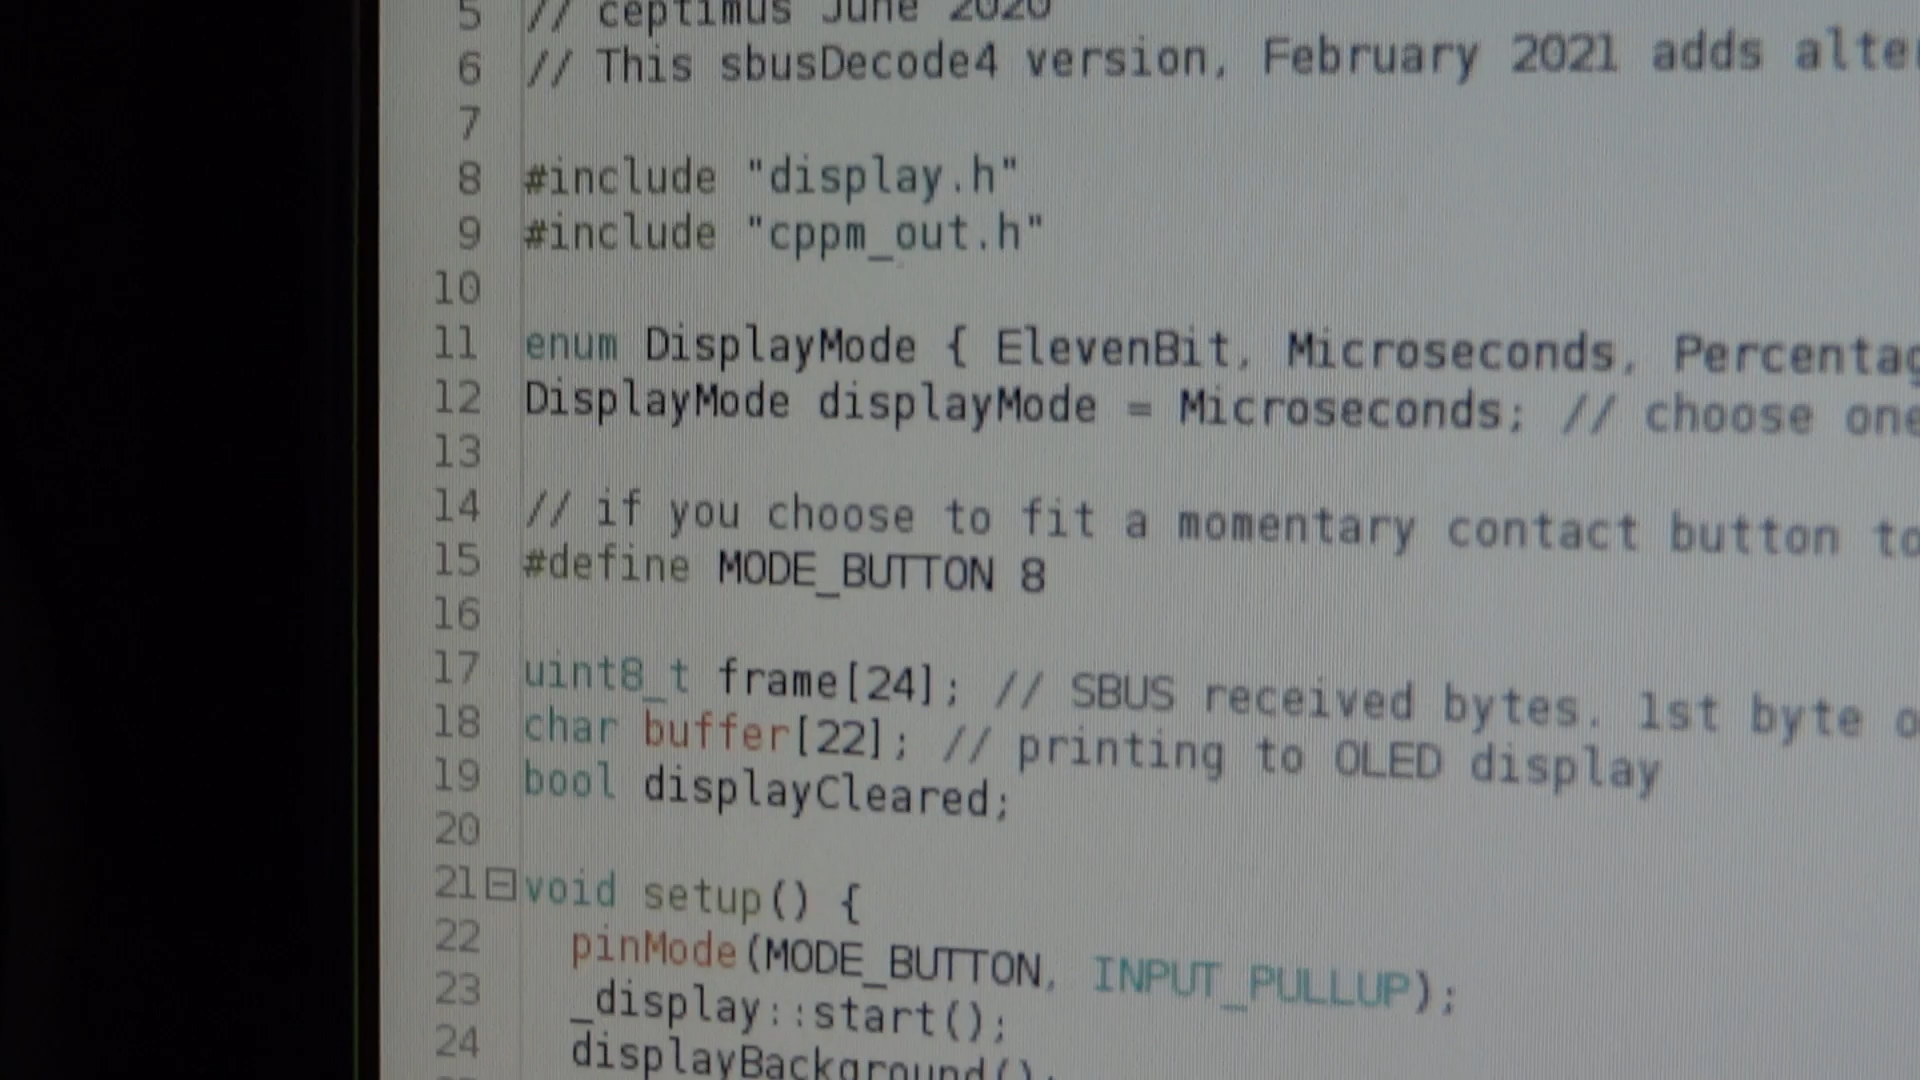 5 // ceptimus June 2020
6 // This sbusDecode4 version, February 2021 adds
7
8 #include "display.h"
9 #include "cppm_out.h"
10
11 enum DisplayMode { ElevenBit, Microseconds, Percentag
12 DisplayMode displayMode = Microseconds; // choose one
13
14 // if you choose to fit a momentary contact button to
15 #define MODE_BUTTON 8
16
17 uint8_t frame[24]; // SBUS received bytes. 1st byte o
18 char buffer[22]; // printing to OLED display
19 bool displayCleared;
20
21 void setup() {
22 pinMode(MODE_BUTTON, INPUT_PULLUP);
23 _display::start();
24 displayBackground();